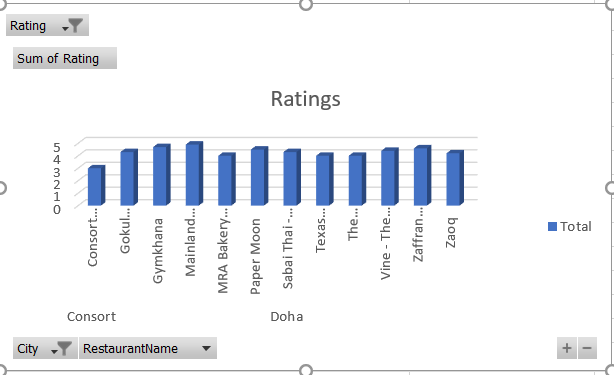 Rating
Sum of Rating
Ratings
5
4
3
2
1
0
Consort...
Gokul...
Gymkhana
Mainland...
MRA Bakery...
Paper Moon
Sabai Thai -...
Texas...
The...
Vine - The...
Zaffran...
Zaoq
Total
Consort
Doha
City
RestaurantName